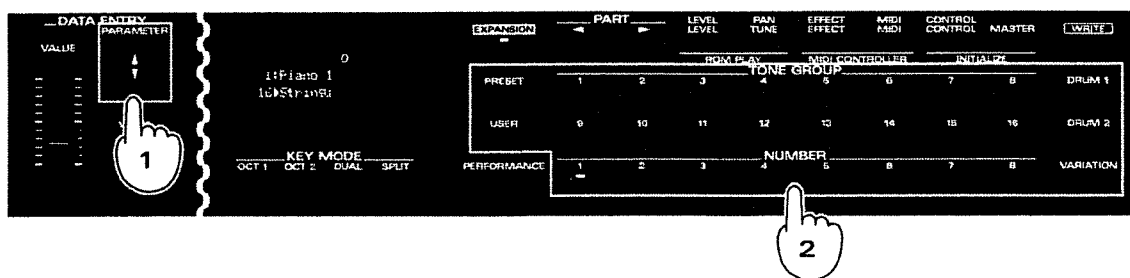 DATA ENTRY
PARAMETER
VALUE
1
1:Piano 1
16▶Strings
KEY MODE
OCT 1 OCT 2 DUAL SPLIT
EXPANSION
PART
◀ ▶
LEVEL PAN EFFECT MIDI CONTROL
LEVEL TUNE EFFECT MIDI CONTROL MASTER
WRITE
ROM PLAY MIDI CONTROLLER INITIALIZE
TONE GROUP
PRESET 1 2 3 4 5 6 7 8 DRUM 1
USER 9 10 11 12 13 14 15 16 DRUM 2
NUMBER
PERFORMANCE 1 2 3 4 5 6 7 8 VARIATION
2